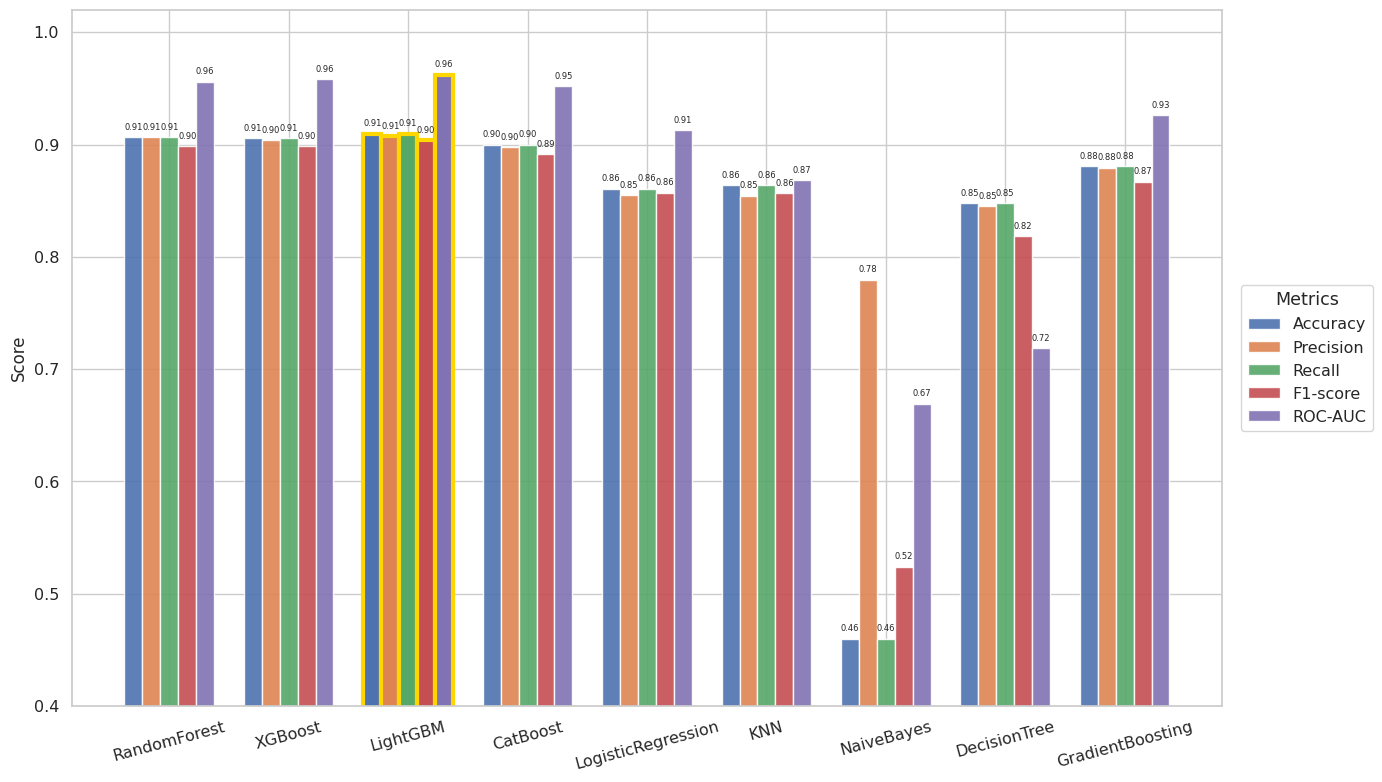 1.0
0.9
0.8
0.7
0.6
0.5
0.4
Score
0.91 0.91 0.91 0.90 0.96
0.91 0.90 0.91 0.90 0.96
0.91 0.91 0.91 0.90 0.96
0.90 0.90 0.90 0.89 0.95
0.86 0.85 0.86 0.86 0.91
0.86 0.85 0.86 0.86 0.87
0.46 0.78 0.46 0.52 0.67
0.85 0.85 0.85 0.82 0.72
0.88 0.88 0.88 0.87 0.93
RandomForest
XGBoost
LightGBM
CatBoost
LogisticRegression
KNN
NaiveBayes
DecisionTree
GradientBoosting
Metrics
Accuracy
Precision
Recall
F1-score
ROC-AUC